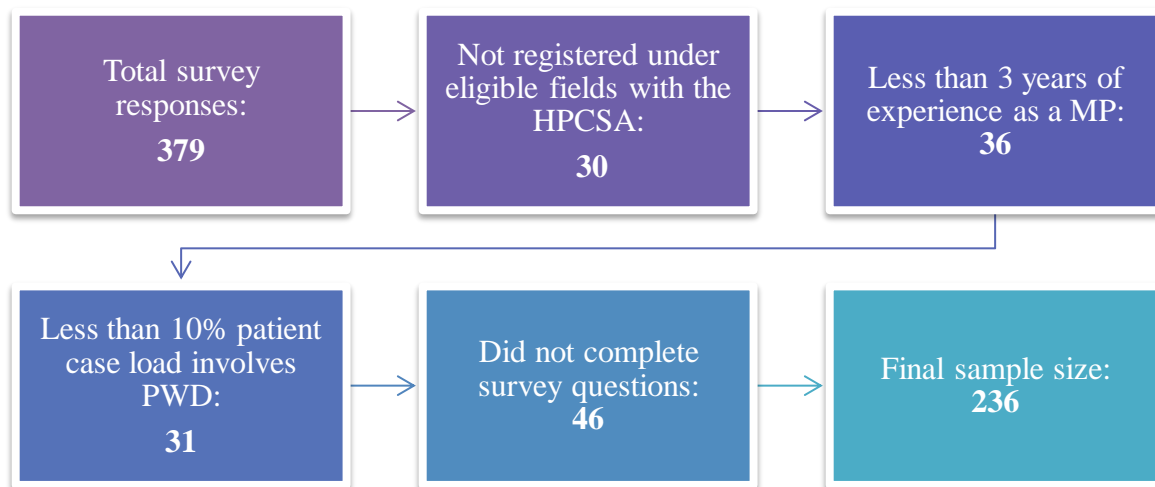 Total survey
responses:
379
Not registered under
eligible fields with the
HPCSA:
30
Less than 3 years of
experience as a MP:
36
Less than 10% patient
case load involves
PWD:
31
Did not complete
survey questions:
46
Final sample size:
236